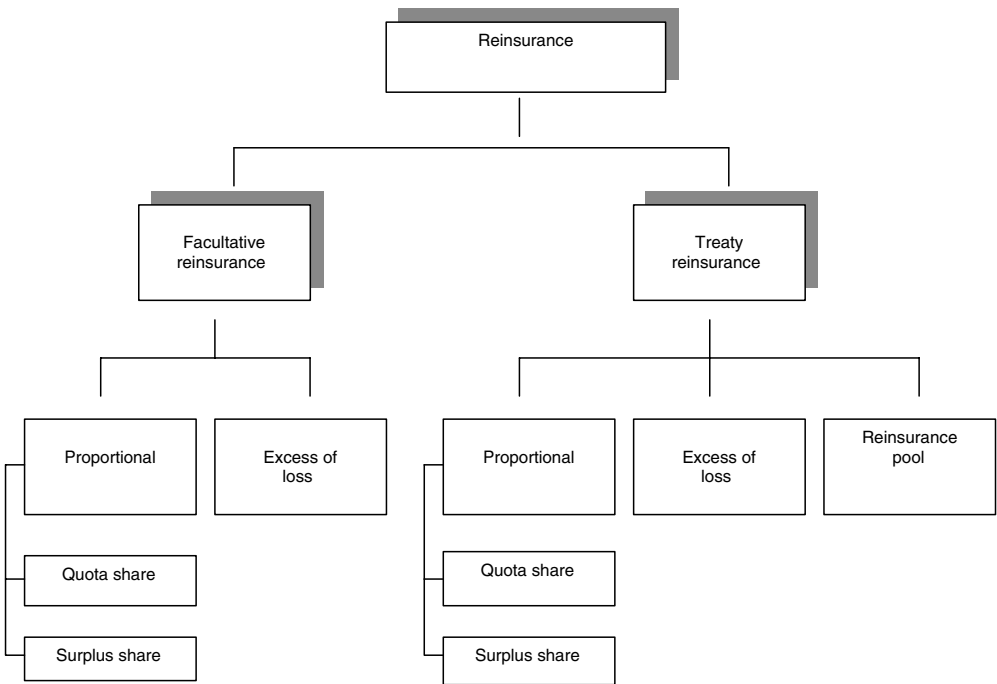 Reinsurance
Facultative
reinsurance
Treaty
reinsurance
Proportional
Excess of
loss
Proportional
Excess of
loss
Reinsurance
pool
Quota share
Quota share
Surplus share
Surplus share